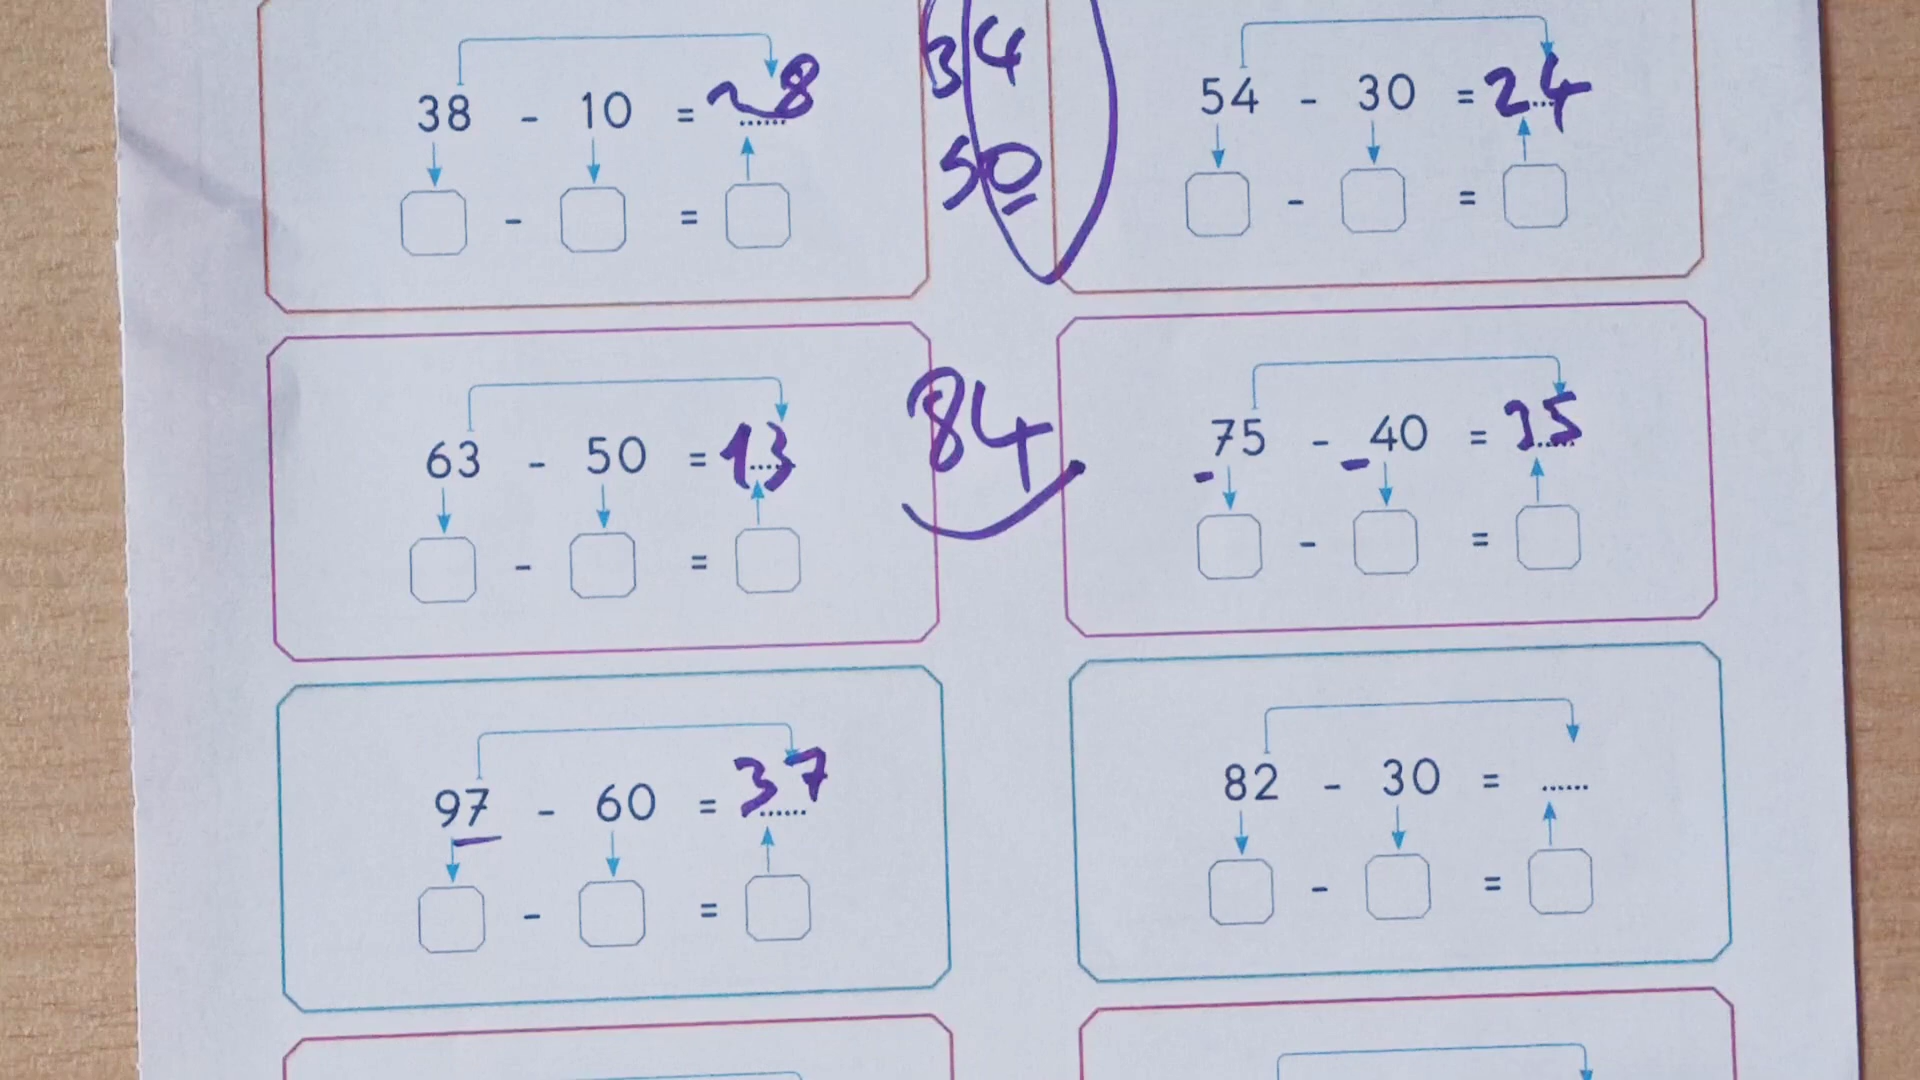 38 - 10 = 28
- =
34
50
54 - 30 = 24
- =
63 - 50 = 13
- =
84
75 - 40 = 35
- =
97 - 60 = 37
- =
82 - 30 = ......
- =